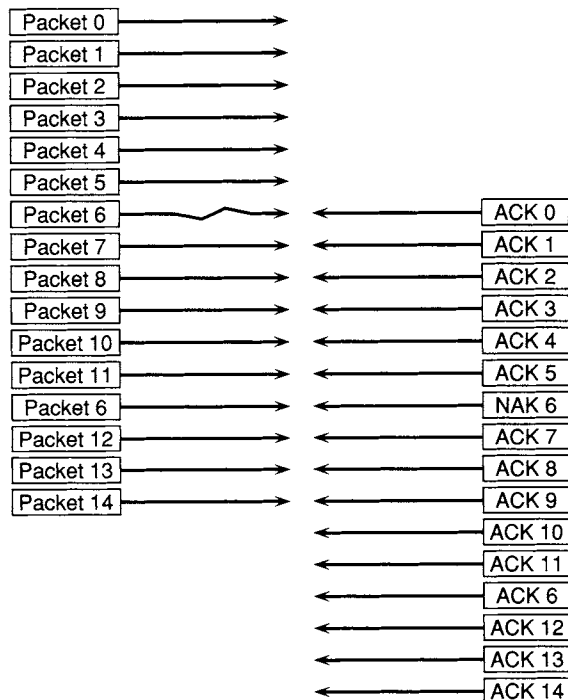 Packet 0
Packet 1
Packet 2
Packet 3
Packet 4
Packet 5
Packet 6
ACK 0
Packet 7
ACK 1
Packet 8
ACK 2
Packet 9
ACK 3
Packet 10
ACK 4
Packet 11
ACK 5
Packet 6
NAK 6
Packet 12
ACK 7
Packet 13
ACK 8
Packet 14
ACK 9
ACK 10
ACK 11
ACK 6
ACK 12
ACK 13
ACK 14